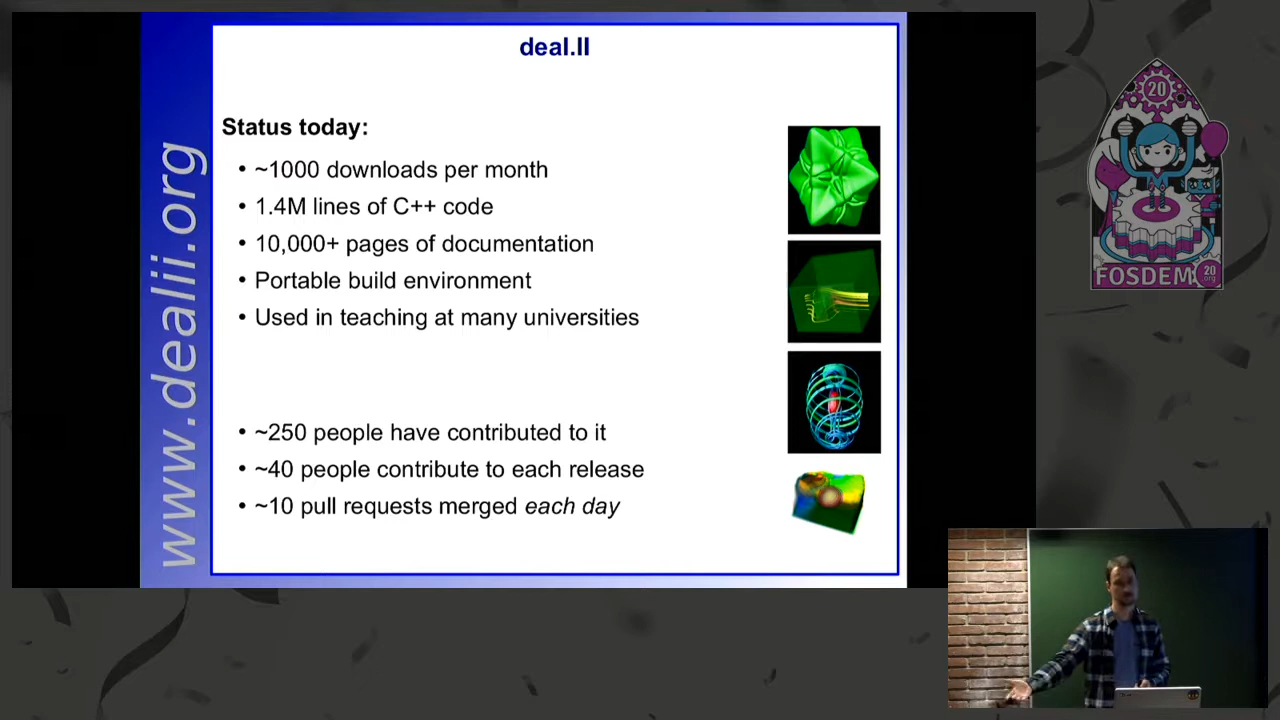 deal.II
Status today:
• ~1000 downloads per month
• 1.4M lines of C++ code
• 10,000+ pages of documentation
• Portable build environment
• Used in teaching at many universities
• ~250 people have contributed to it
• ~40 people contribute to each release
• ~10 pull requests merged each day
www.dealii.org
20
FOSDEM
20
.org